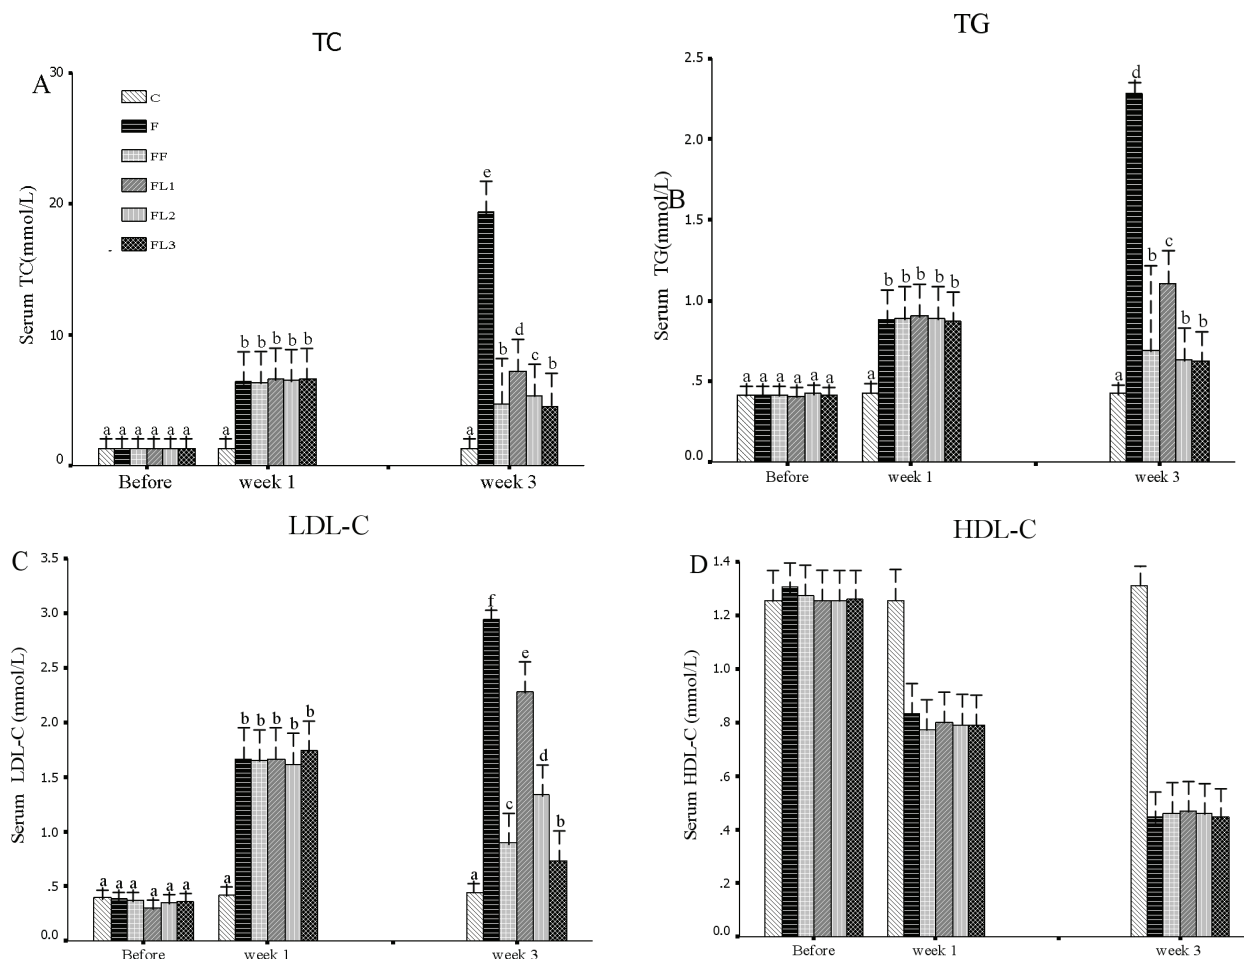 TC
A
30
20
10
0
Serum TC(mmol/L)
C
F
FF
FL1
FL2
FL3
a a a a a a
a b b b b b
a e b d c b
Before week 1 week 3
TG
B
2.5
2.0
1.5
1.0
.5
0.0
Serum TG(mmol/L)
a a a a a a
a b b b b b
a d b c b b
Before week 1 week 3
LDL-C
C
3.5
3.0
2.5
2.0
1.5
1.0
.5
0.0
Serum LDL-C (mmol/L)
a a a a a a
a b b b b b
a f c e d b
Before week 1 week 3
HDL-C
D
1.4
1.2
1.0
.8
.6
.4
.2
0.0
Serum HDL-C (mmol/L)
Before week 1 week 3